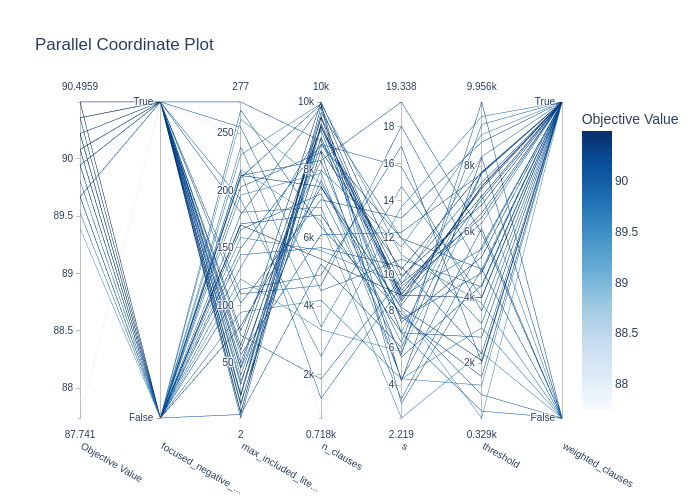 Parallel Coordinate Plot
90.4959 277 10k 19.338 9.956k
True 10k True
Objective Value
90
89.5
89
88.5
88
250
200
150
100
50
8k
6k
4k
2k
18
16
14
12
10
8
6
4
8k
6k
4k
2k
90
89.5
89
88.5
88
False False
87.741 2 0.718k 2.219 0.329k
Objective Value
focused_negative_...
max_included_lite...
n_clauses
s
threshold
weighted_clauses